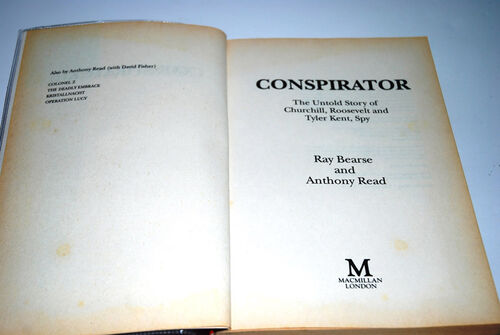 Also by Anthony Read (with David Fisher)
COLONEL Z
THE DEADLY EMBRACE
KRISTALLNACHT
OPERATION LUCY
CONSPIRATOR
The Untold Story of
Churchill, Roosevelt and
Tyler Kent, Spy
Ray Bearse
and
Anthony Read
M
MACMILLAN
LONDON